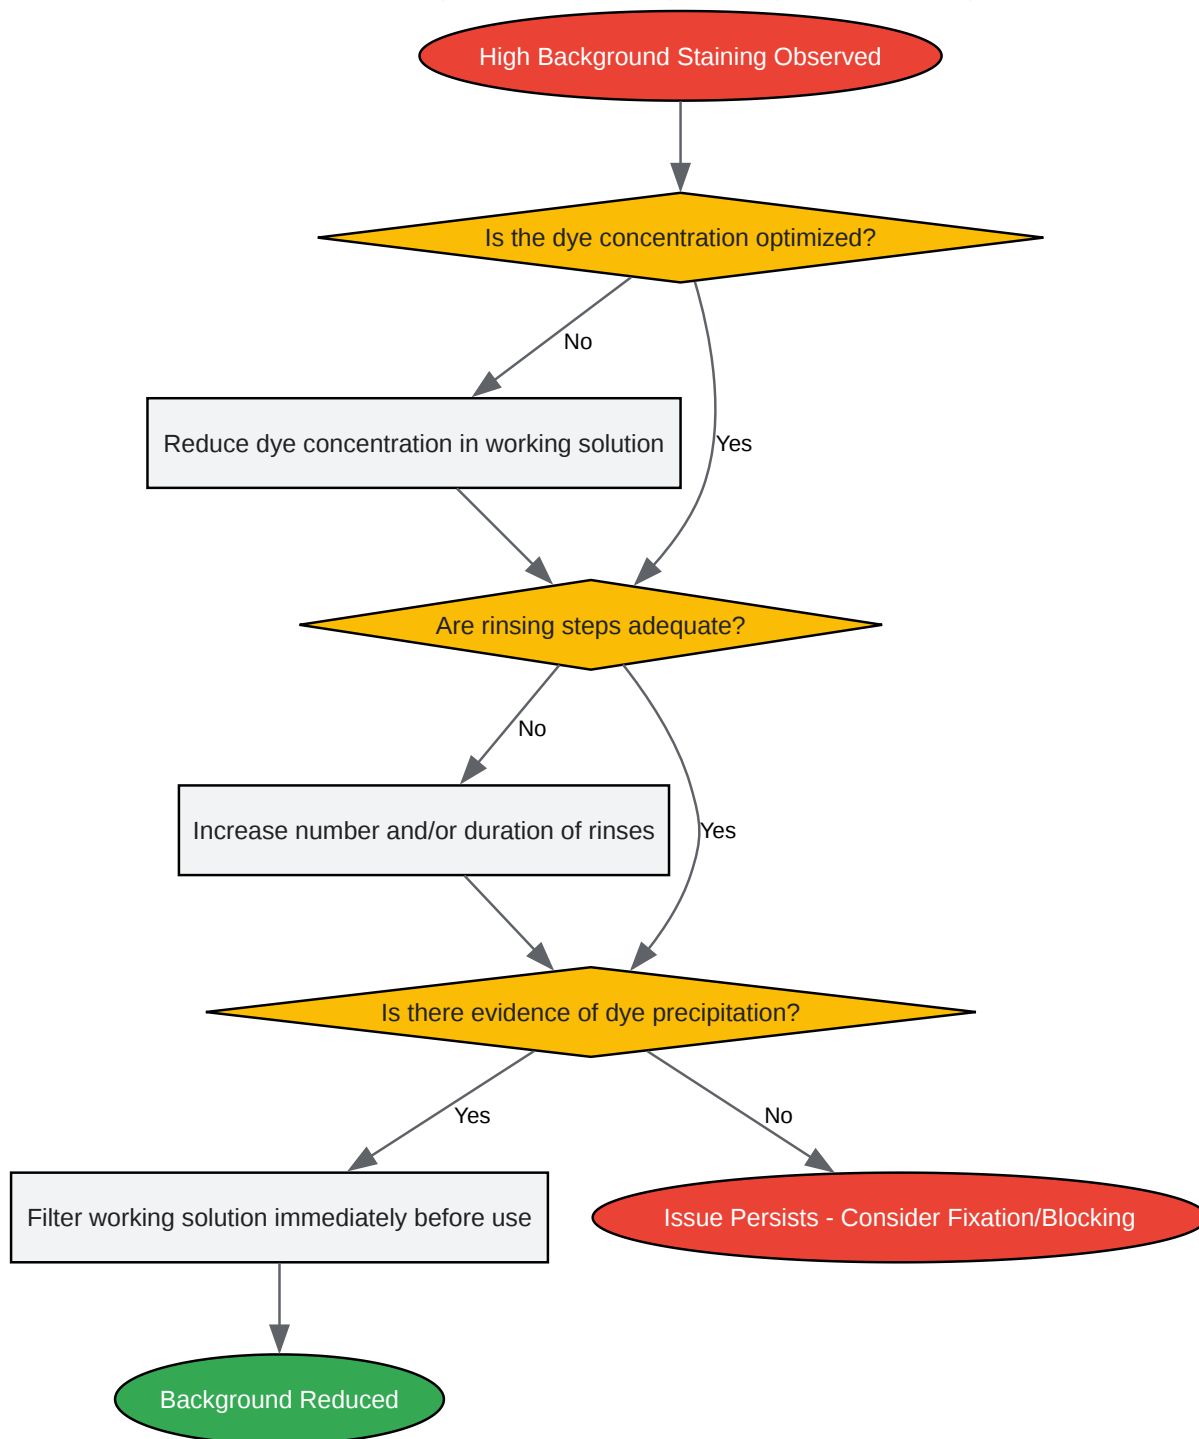 High Background Staining Observed
Is the dye concentration optimized?
No
Reduce dye concentration in working solution
Yes
Are rinsing steps adequate?
No
Increase number and/or duration of rinses
Yes
Is there evidence of dye precipitation?
Yes
No
Filter working solution immediately before use
Issue Persists - Consider Fixation/Blocking
Background Reduced